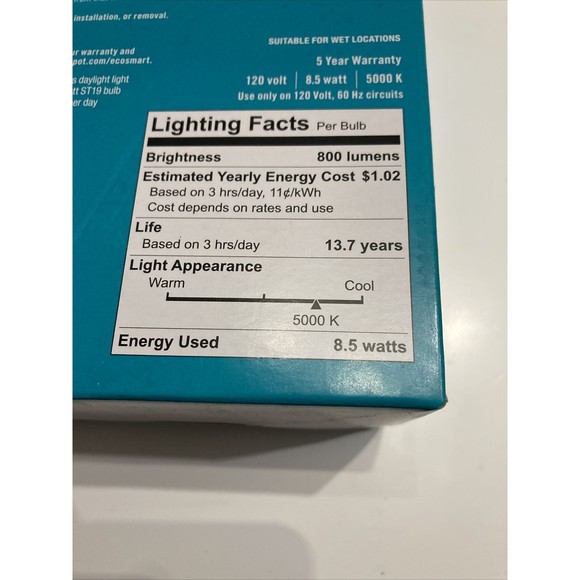 installation, or removal.
SUITABLE FOR WET LOCATIONS
ur warranty and
pot.com/ecosmart.
5 Year Warranty
s daylight light
tt ST19 bulb
er day
120 volt | 8.5 watt | 5000 K
Use only on 120 Volt, 60 Hz circuits
Lighting Facts Per Bulb
Brightness 800 lumens
Estimated Yearly Energy Cost $1.02
Based on 3 hrs/day, 11¢/kWh
Cost depends on rates and use
Life
Based on 3 hrs/day 13.7 years
Light Appearance
Warm Cool
5000 K
Energy Used 8.5 watts